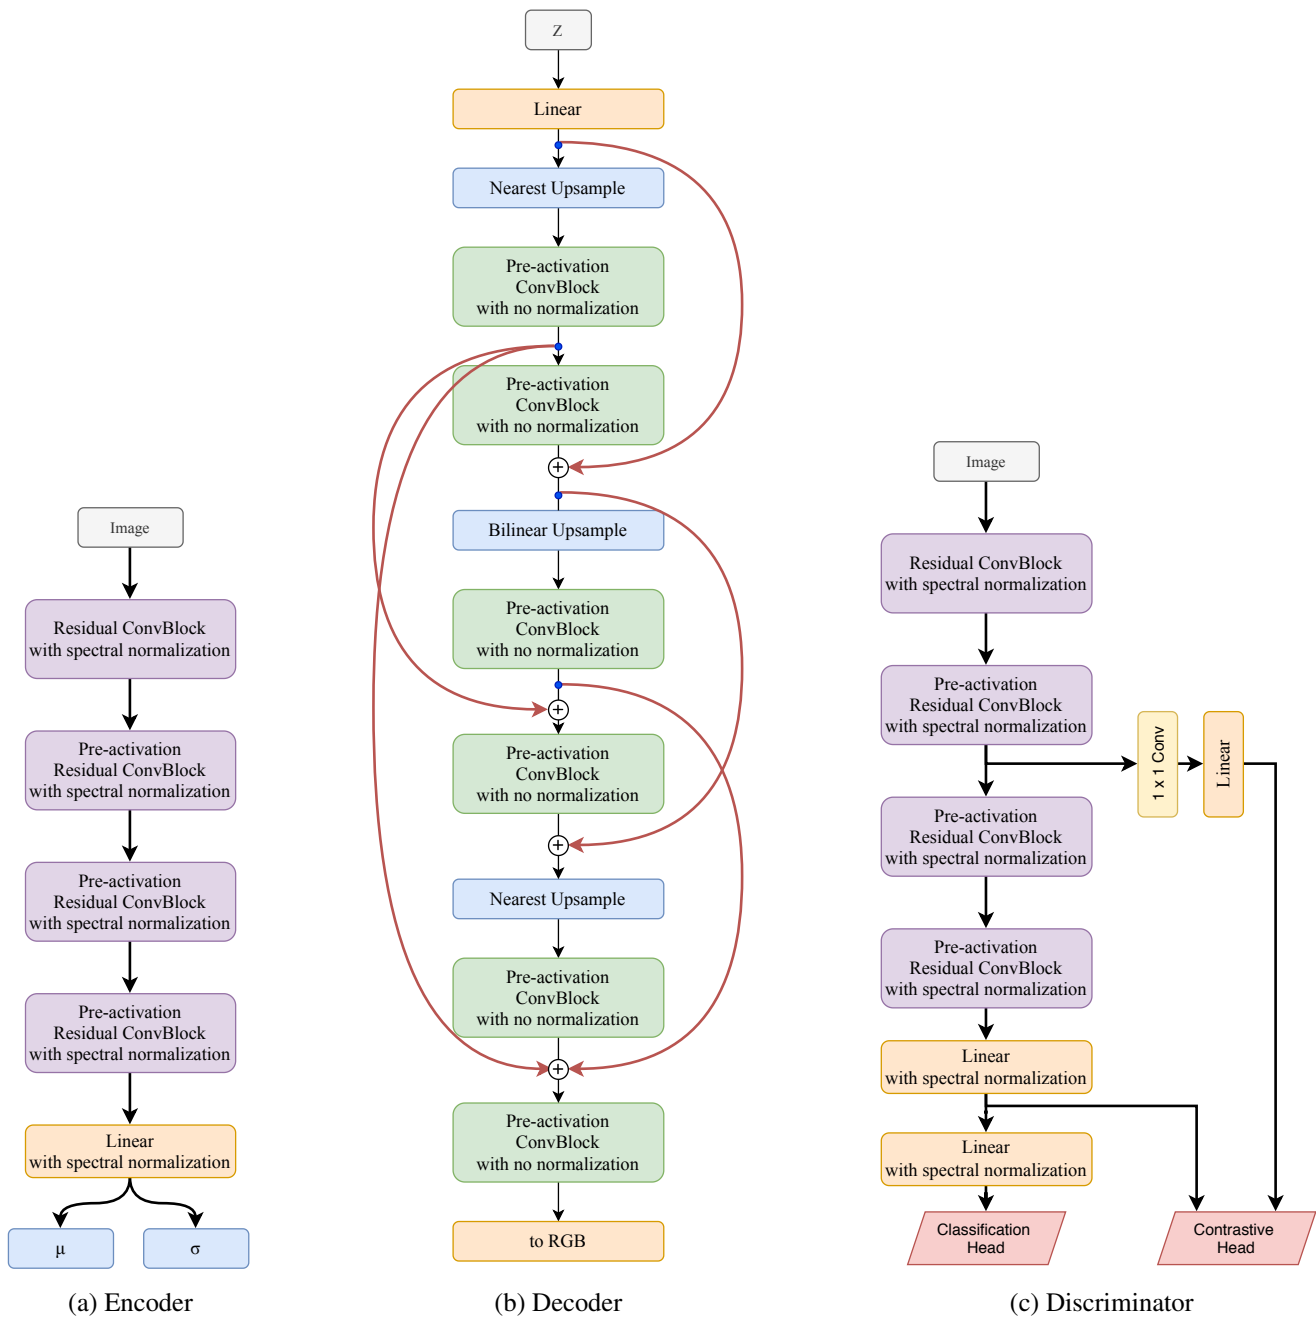 Image
Residual ConvBlock
with spectral normalization
Pre-activation
Residual ConvBlock
with spectral normalization
Pre-activation
Residual ConvBlock
with spectral normalization
Pre-activation
Residual ConvBlock
with spectral normalization
Linear
with spectral normalization
μ
σ
(a) Encoder
Z
Linear
Nearest Upsample
Pre-activation
ConvBlock
with no normalization
Pre-activation
ConvBlock
with no normalization
+
Bilinear Upsample
Pre-activation
ConvBlock
with no normalization
+
Pre-activation
ConvBlock
with no normalization
+
Nearest Upsample
Pre-activation
ConvBlock
with no normalization
+
Pre-activation
ConvBlock
with no normalization
to RGB
(b) Decoder
Image
Residual ConvBlock
with spectral normalization
Pre-activation
Residual ConvBlock
with spectral normalization
1 x 1 Conv
Linear
Pre-activation
Residual ConvBlock
with spectral normalization
Pre-activation
Residual ConvBlock
with spectral normalization
Linear
with spectral normalization
Linear
with spectral normalization
Classification
Head
Contrastive
Head
(c) Discriminator